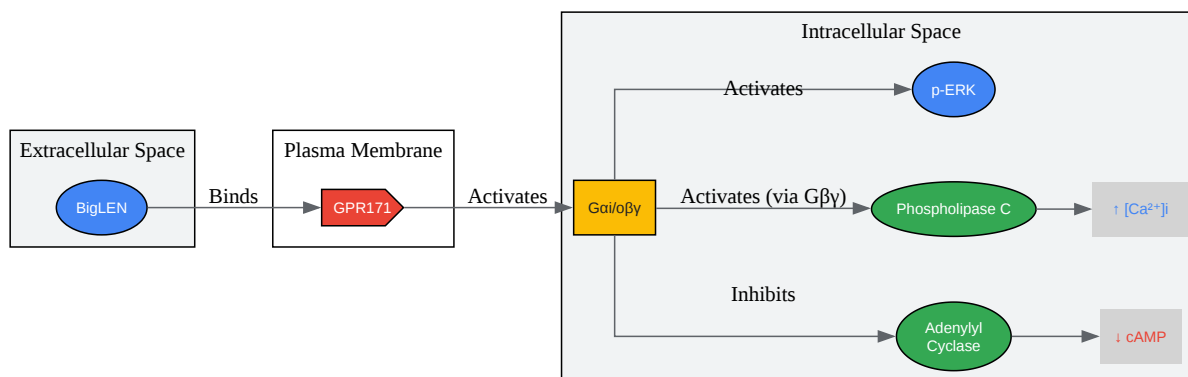 Intracellular Space
Activates
p-ERK
Extracellular Space
Plasma Membrane
BigLEN
Binds
GPR171
Activates
Gαi/oβγ
Activates (via Gβγ)
Phospholipase C
↑ [Ca²⁺]i
Inhibits
Adenylyl
Cyclase
↓ cAMP